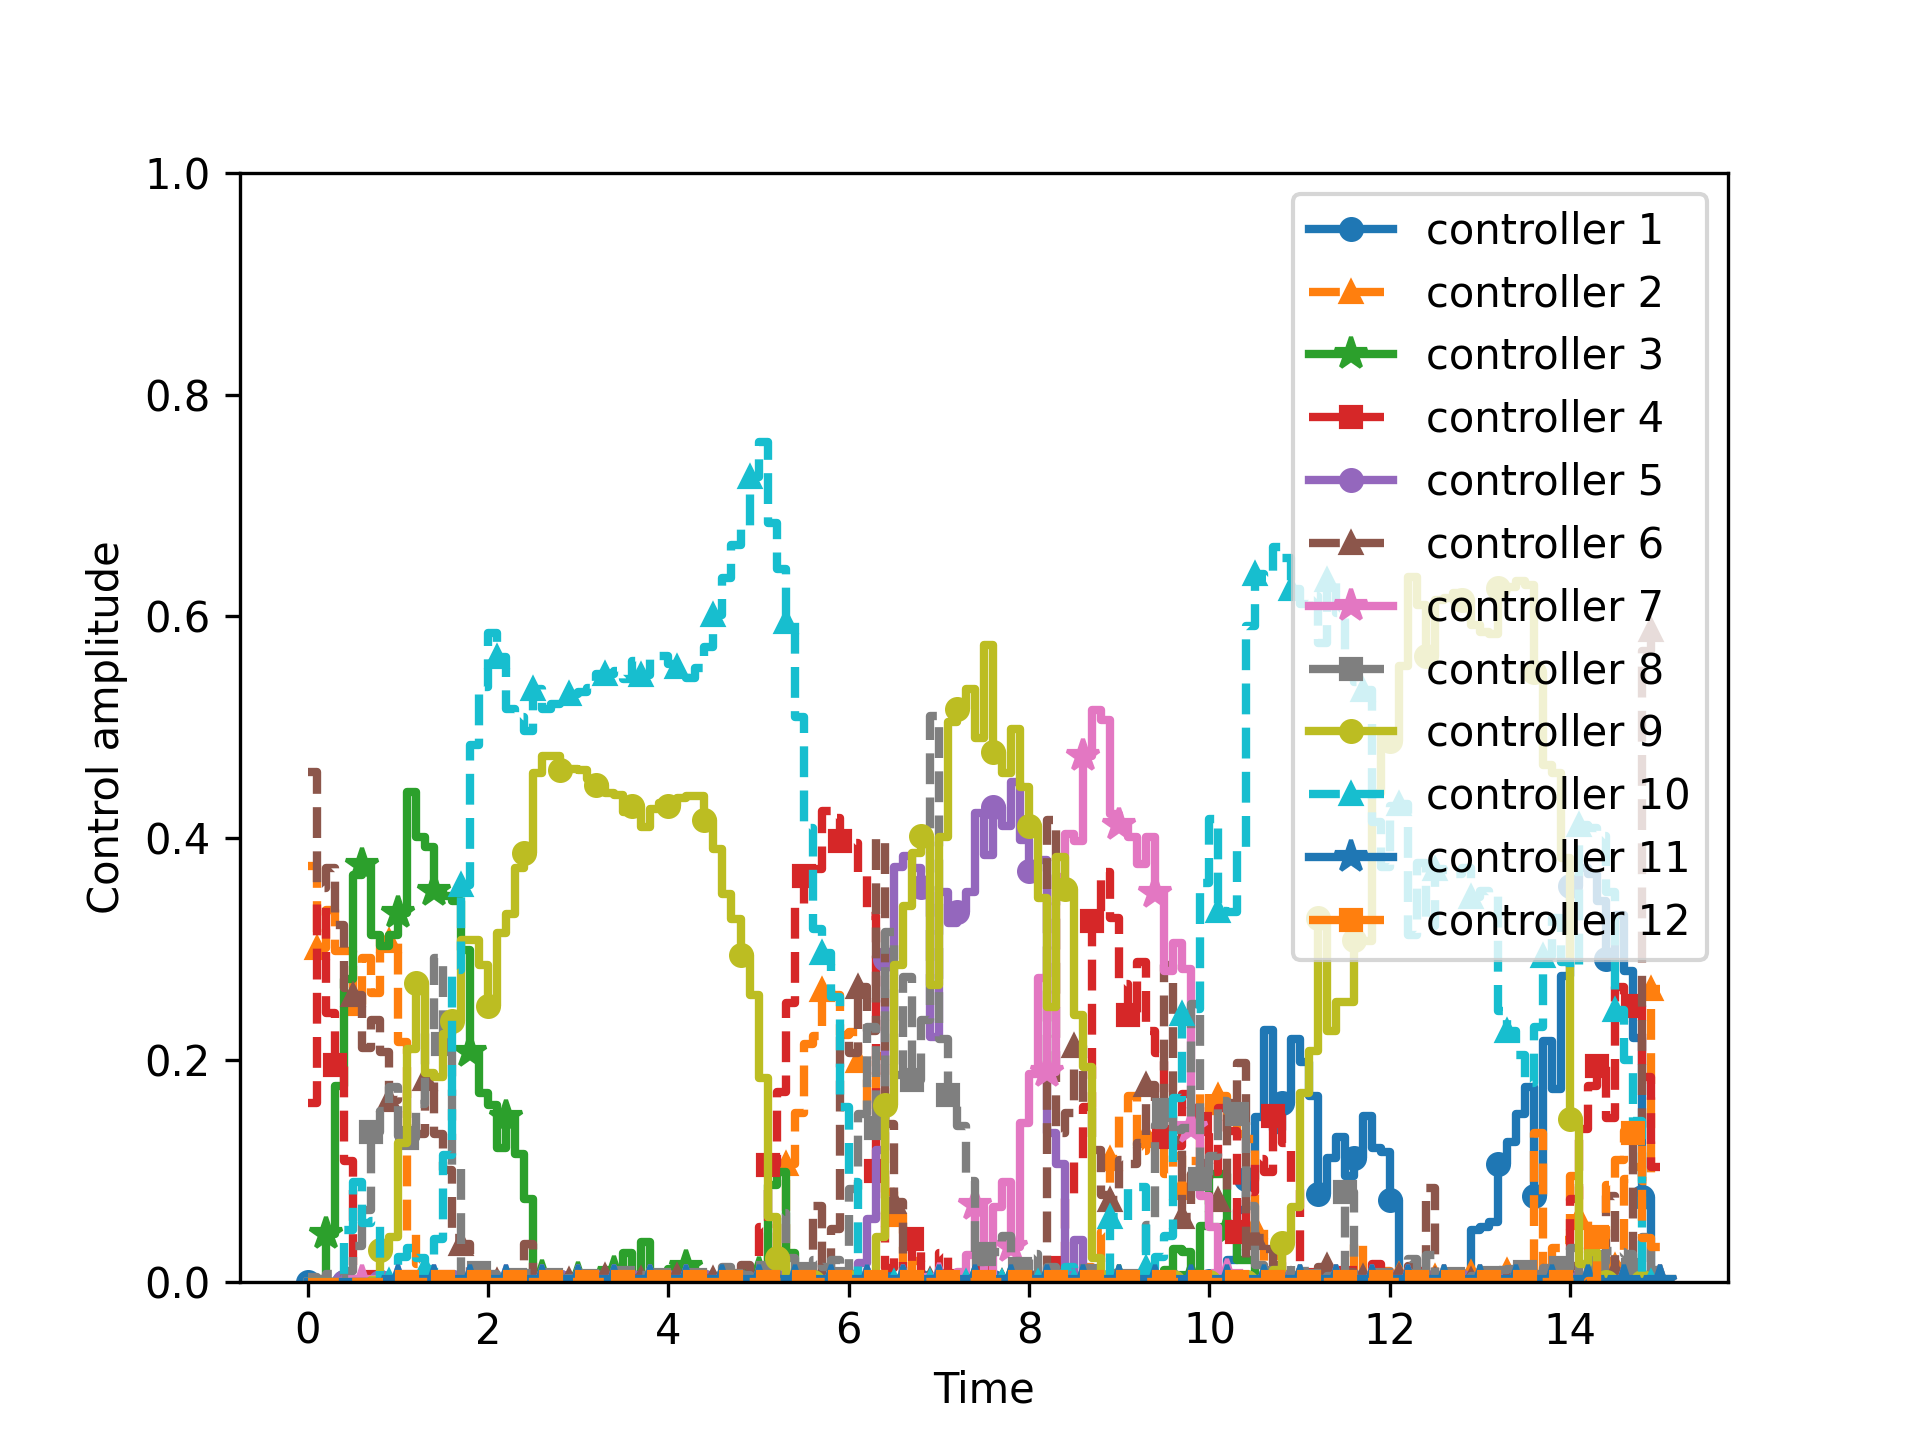 1.0
0.8
0.6
0.4
0.2
0.0
Control amplitude
0 2 4 6 8 10 12 14
Time
controller 1
controller 2
controller 3
controller 4
controller 5
controller 6
controller 7
controller 8
controller 9
controller 10
controller 11
controller 12